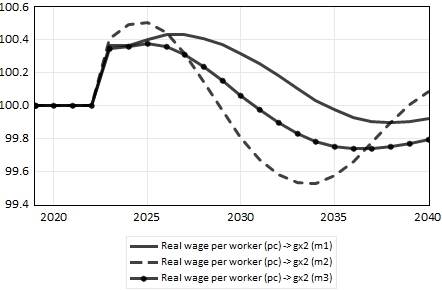 100.6
100.4
100.2
100.0
99.8
99.6
99.4
2020 2025 2030 2035 2040
Real wage per worker (pc) -> gx2 (m1)
Real wage per worker (pc) -> gx2 (m2)
Real wage per worker (pc) -> gx2 (m3)